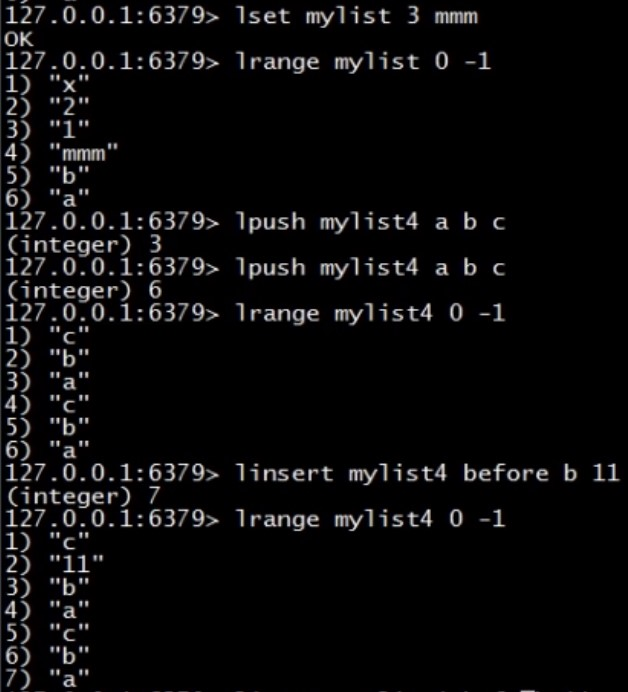 127.0.0.1:6379> lset mylist 3 mmm
OK
127.0.0.1:6379> lrange mylist 0 -1
1) "x"
2) "2"
3) "1"
4) "mmm"
5) "b"
6) "a"
127.0.0.1:6379> lpush mylist4 a b c
(integer) 3
127.0.0.1:6379> lpush mylist4 a b c
(integer) 6
127.0.0.1:6379> lrange mylist4 0 -1
1) "c"
2) "b"
3) "a"
4) "c"
5) "b"
6) "a"
127.0.0.1:6379> linsert mylist4 before b 11
(integer) 7
127.0.0.1:6379> lrange mylist4 0 -1
1) "c"
2) "11"
3) "b"
4) "a"
5) "c"
6) "b"
7) "a"